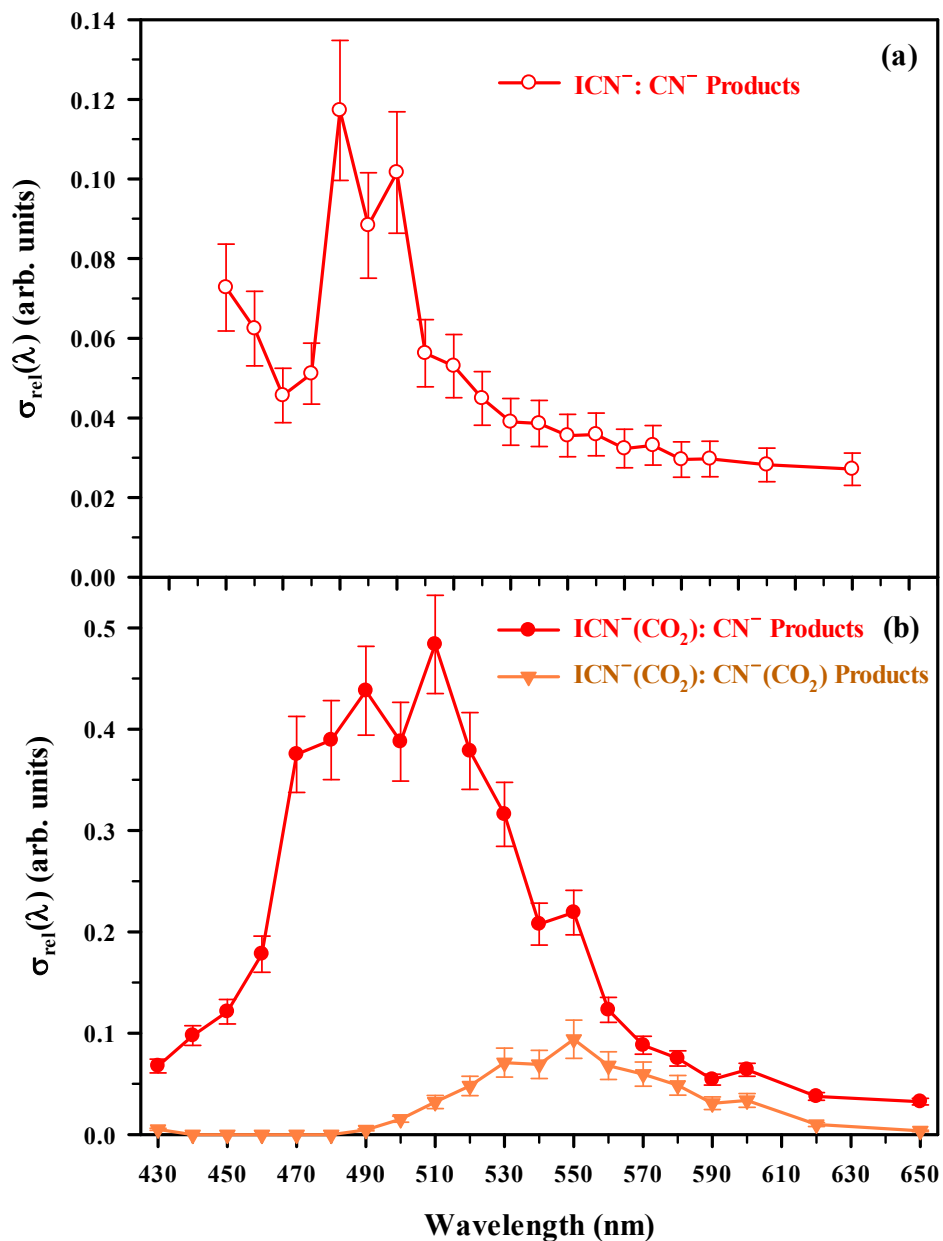 0.14
(a)
ICN⁻: CN⁻ Products
0.12
0.10
0.08
0.06
0.04
0.02
0.00
σrel(λ) (arb. units)
ICN⁻(CO₂): CN⁻ Products
(b)
ICN⁻(CO₂): CN⁻(CO₂) Products
0.5
0.4
0.3
0.2
0.1
0.0
σrel(λ) (arb. units)
430 450 470 490 510 530 550 570 590 610 630 650
Wavelength (nm)